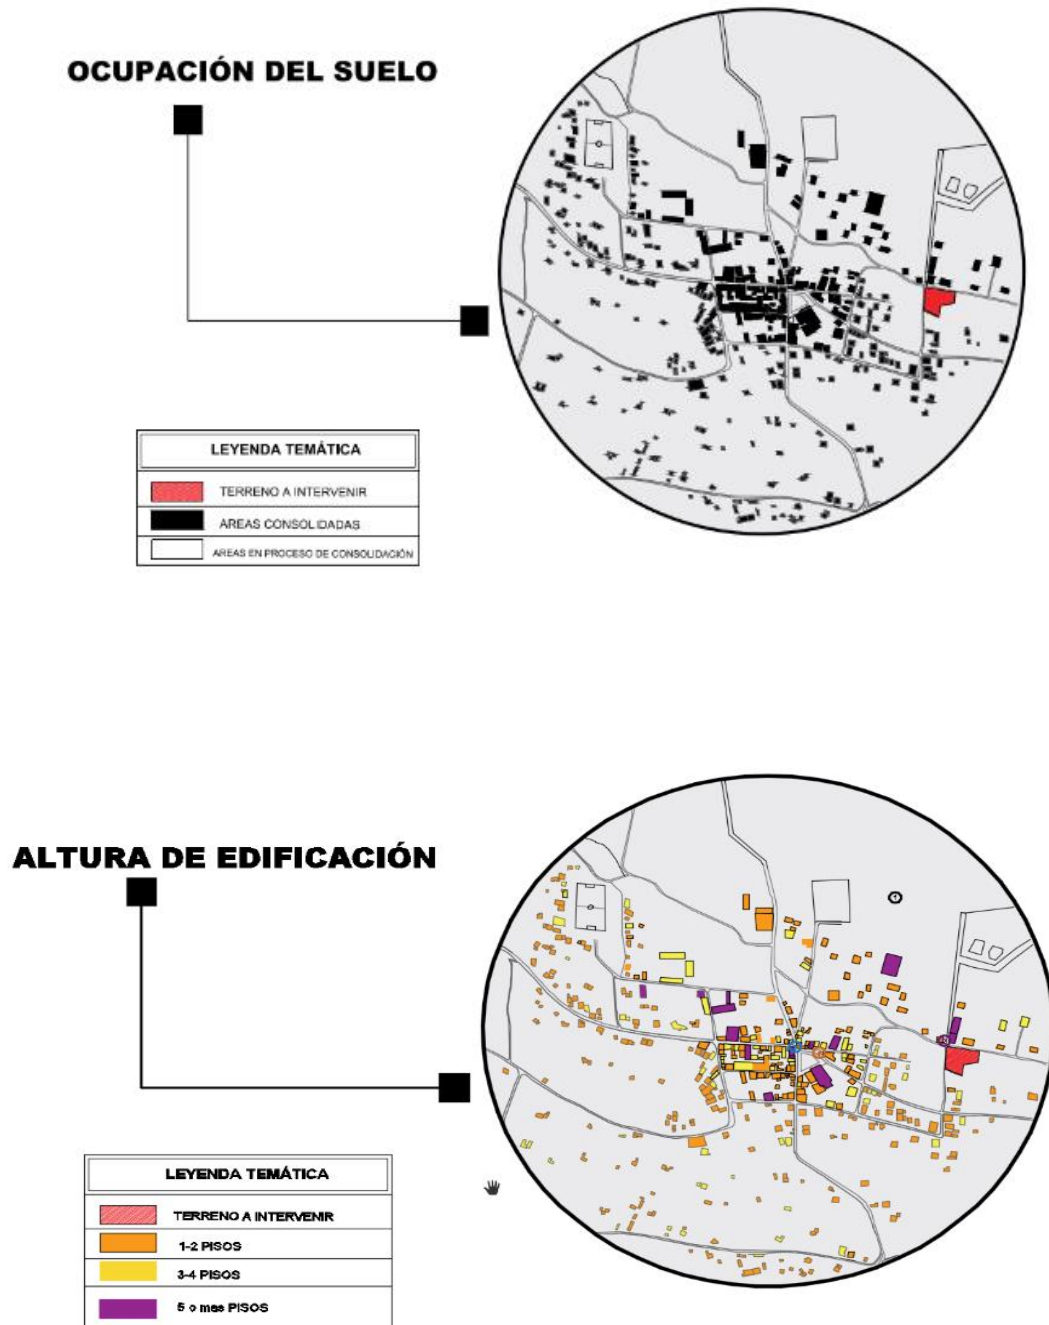 OCUPACIÓN DEL SUELO
LEYENDA TEMÁTICA
TERRENO A INTERVENIR
AREAS CONSOLIDADAS
AREAS EN PROCESO DE CONSOLIDACIÓN
ALTURA DE EDIFICACIÓN
LEYENDA TEMÁTICA
TERRENO A INTERVENIR
1-2 PISOS
3-4 PISOS
5 o mas PISOS